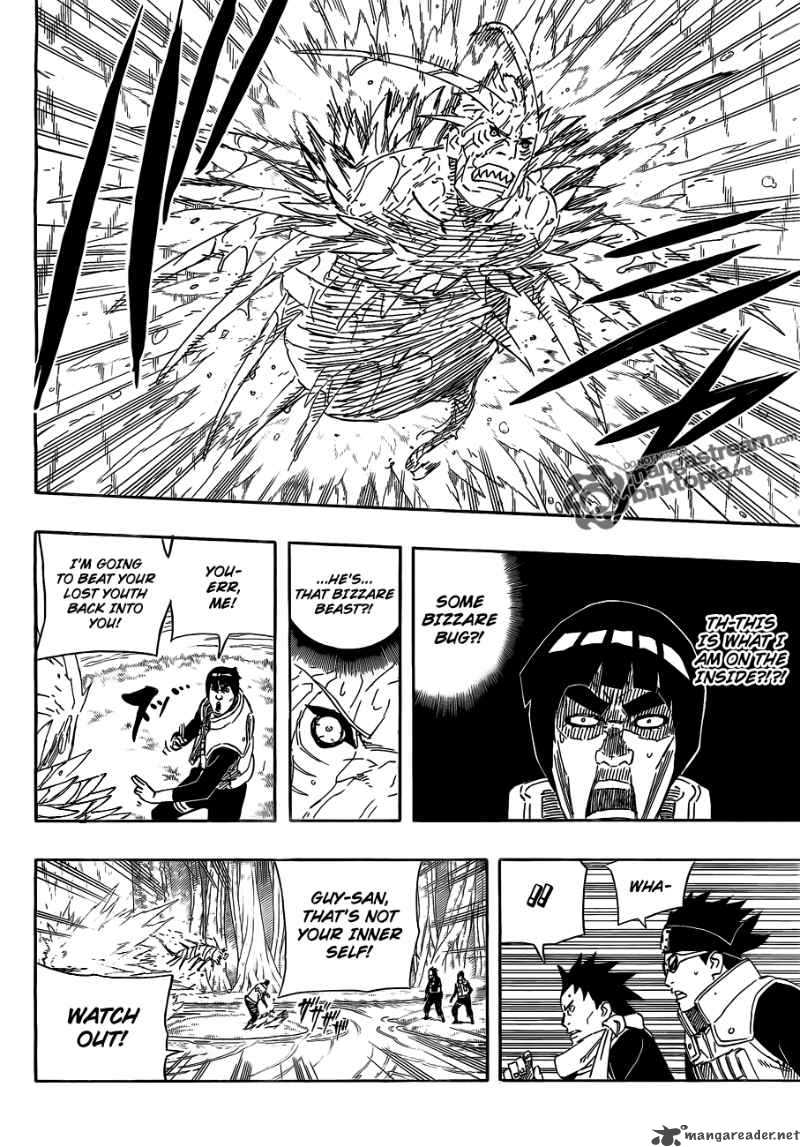 mangastream.com
binktopia.org
SOME
BIZZARE
BUG?!
TH-THIS
IS WHAT I
AM ON THE
INSIDE?!?!
...HE'S...
THAT BIZZARE
BEAST?!
YOU-
ERR,
ME!
I'M GOING
TO BEAT YOUR
LOST YOUTH
BACK INTO
YOU!
WHA-
!!
GUY-SAN,
THAT'S NOT
YOUR INNER
SELF!
WATCH
OUT!
mangareader.net